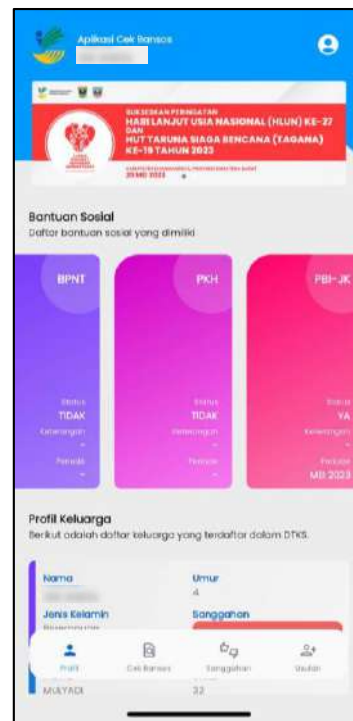 Aplikasi Cek Bansos
SUKSESKAN PERINGATAN
HARI LANJUT USIA NASIONAL (HLUN) KE-27
DAN
HUT TARUNA SIAGA BENCANA (TAGANA)
KE-19 TAHUN 2023
Bantuan Sosial
Daftar bantuan sosial yang dimiliki
BPNT PKH PBI-JK
Status Status Status
TIDAK TIDAK YA
Keterangan Keterangan Keterangan
- - -
Periode Periode Periode
- - MEI 2023
Profil Keluarga
Berikut adalah daftar keluarga yang terdaftar dalam DTKS.
Nama Umur
4
Jenis Kelamin Sanggahan
Profil Cek Bansos Tanggahan Usulan
MULYADI 32